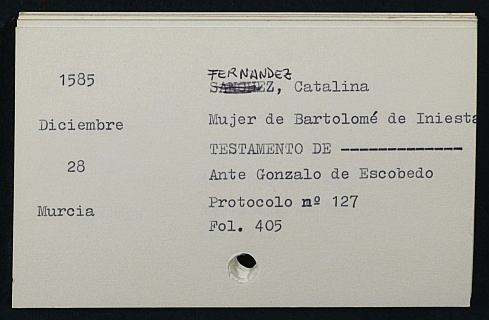 FERNANDEZ
1585
SANCHEZ, Catalina
Diciembre
Mujer de Bartolomé de Iniesta
TESTAMENTO DE -------------
28
Ante Gonzalo de Escobedo
Murcia
Protocolo nº 127
Fol. 405